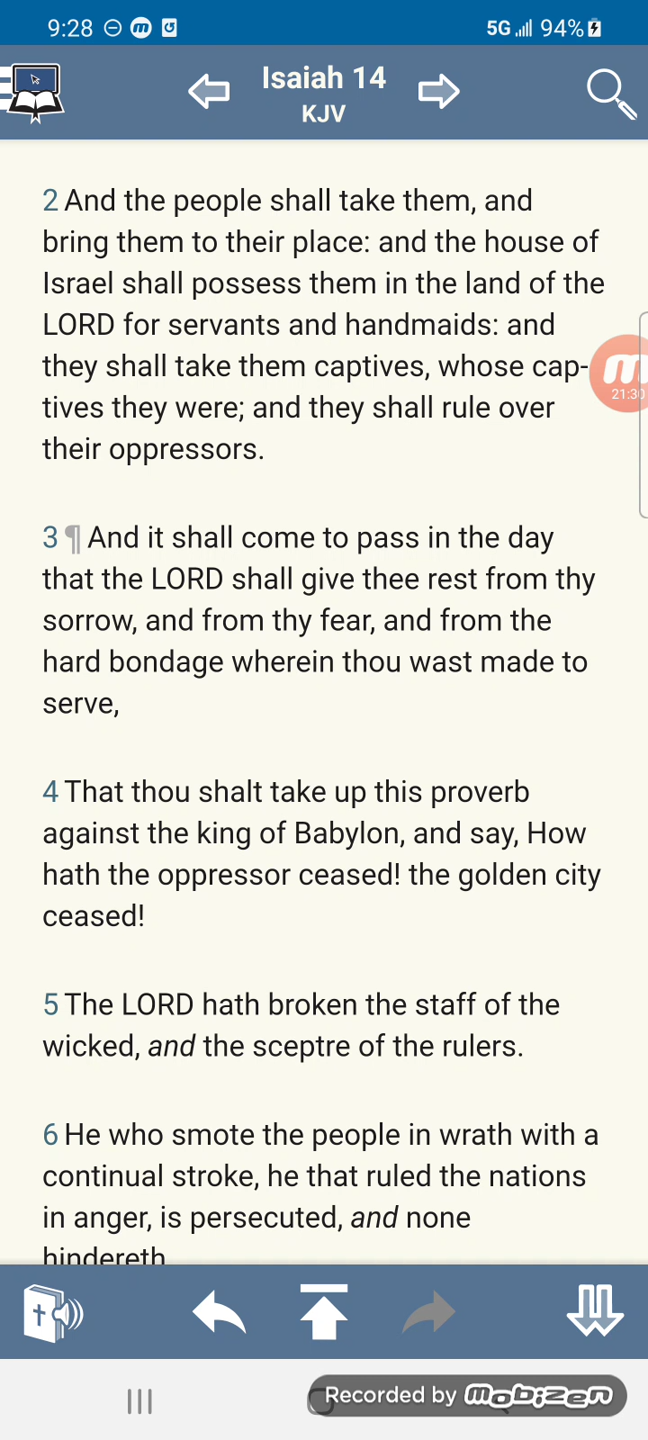 9:28
5G 94%
Isaiah 14
KJV
2 And the people shall take them, and
bring them to their place: and the house of
Israel shall possess them in the land of the
LORD for servants and handmaids: and
they shall take them captives, whose cap-
tives they were; and they shall rule over
their oppressors.
21:30
3 ¶ And it shall come to pass in the day
that the LORD shall give thee rest from thy
sorrow, and from thy fear, and from the
hard bondage wherein thou wast made to
serve,
4 That thou shalt take up this proverb
against the king of Babylon, and say, How
hath the oppressor ceased! the golden city
ceased!
5 The LORD hath broken the staff of the
wicked, and the sceptre of the rulers.
6 He who smote the people in wrath with a
continual stroke, he that ruled the nations
in anger, is persecuted, and none
hindereth
Recorded by mobizen